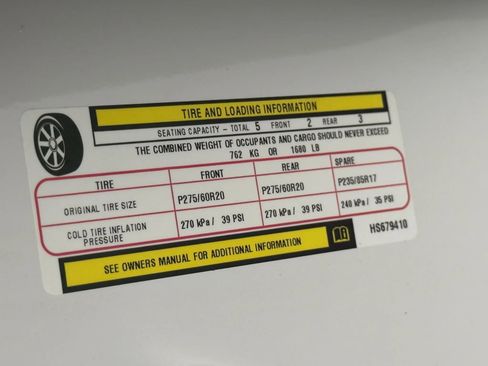 TIRE AND LOADING INFORMATION
SEATING CAPACITY - TOTAL 5 FRONT 2 REAR 3
THE COMBINED WEIGHT OF OCCUPANTS AND CARGO SHOULD NEVER EXCEED
762 KG OR 1680 LB
TIRE FRONT REAR SPARE
ORIGINAL TIRE SIZE P275/60R20 P275/60R20 P235/85R17
COLD TIRE INFLATION PRESSURE 270 kPa / 39 PSI 270 kPa / 39 PSI 240 kPa / 35 PSI
SEE OWNERS MANUAL FOR ADDITIONAL INFORMATION
HS679410